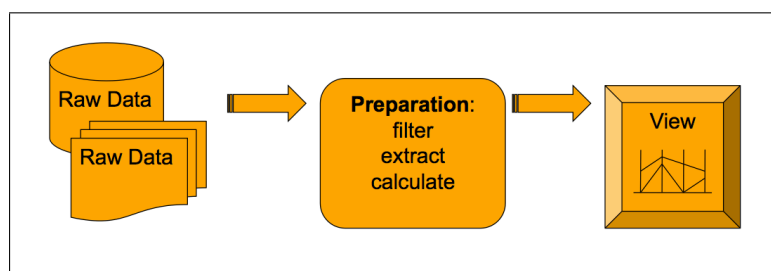 Raw Data
Raw Data
Preparation:
filter
extract
calculate
View